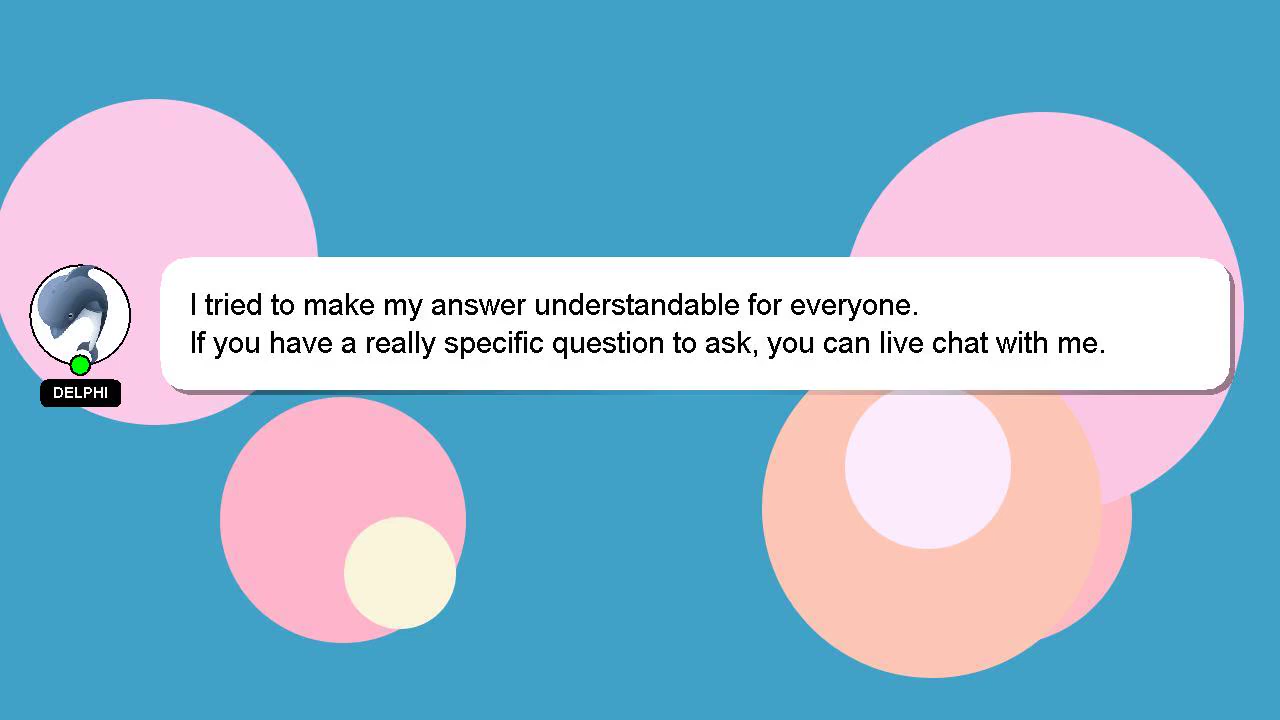 I tried to make my answer understandable for everyone.
If you have a really specific question to ask, you can live chat with me.
DELPHI